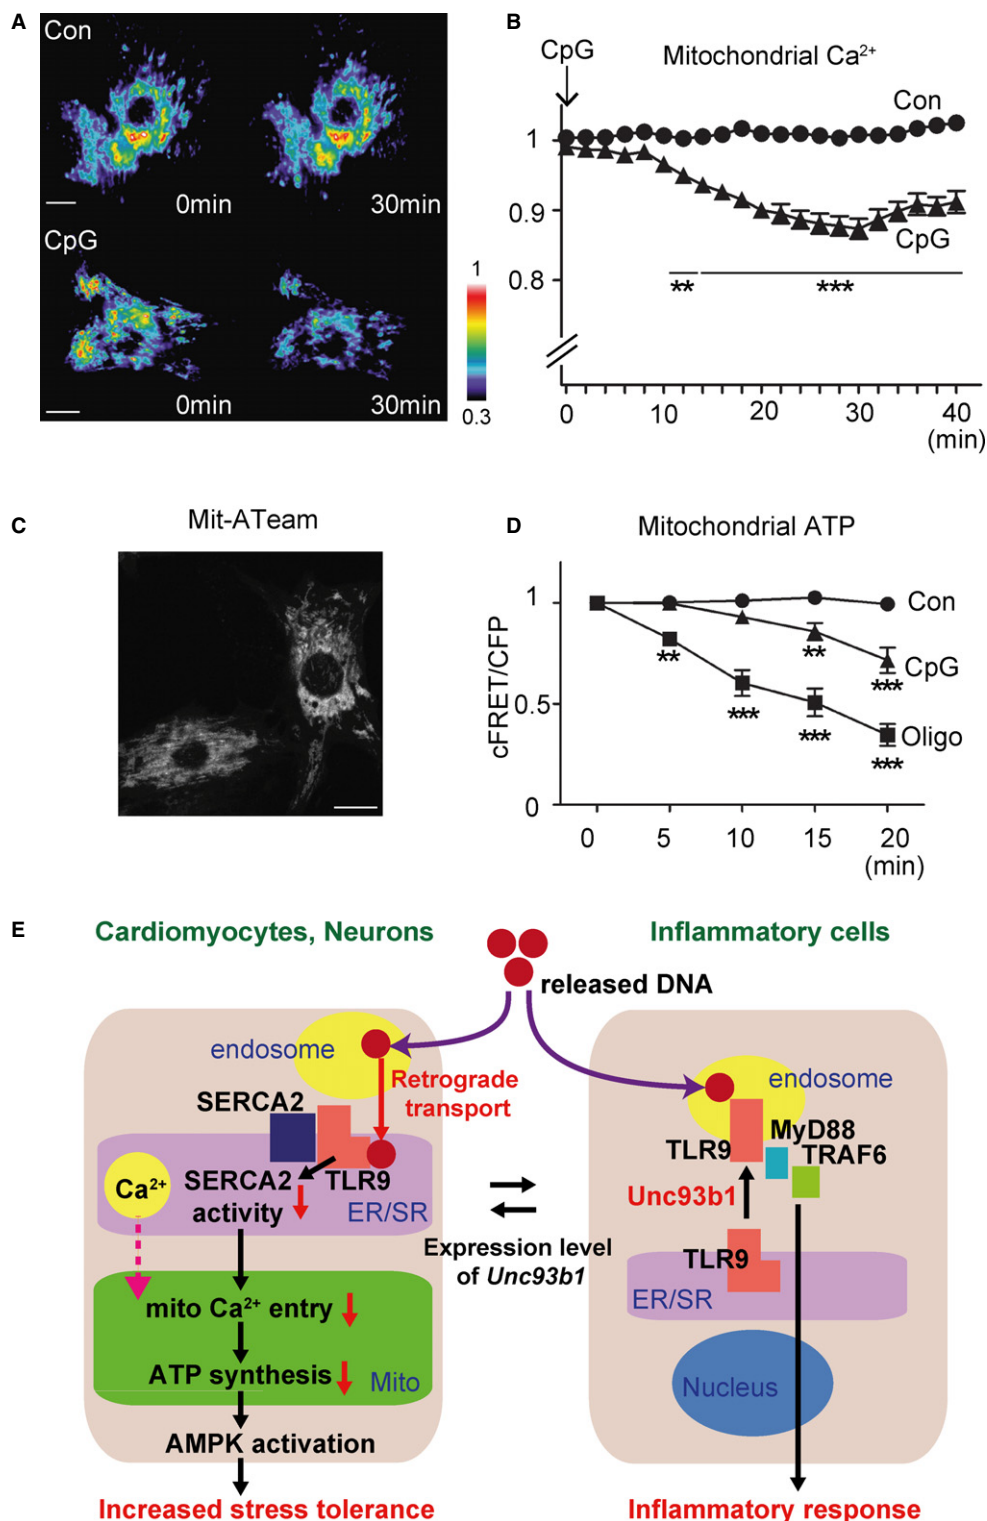 A
Con
0min
30min
CpG
0min
30min
1
0.3
B
CpG
Mitochondrial Ca²⁺
Con
1
0.9
0.8
CpG
** ***
0 10 20 30 40
(min)
C
Mit-ATeam
D
Mitochondrial ATP
cFRET/CFP
1
0.5
0
Con
CpG
Oligo
** **
*** *** *** ***
0 5 10 15 20
(min)
E
Cardiomyocytes, Neurons
Inflammatory cells
released DNA
endosome
Retrograde
transport
SERCA2
TLR9
SERCA2
activity
Ca²⁺
ER/SR
mito Ca²⁺ entry
ATP synthesis
Mito
AMPK activation
Increased stress tolerance
Expression level
of Unc93b1
endosome
MyD88
TRAF6
TLR9
Unc93b1
TLR9
ER/SR
Nucleus
Inflammatory response